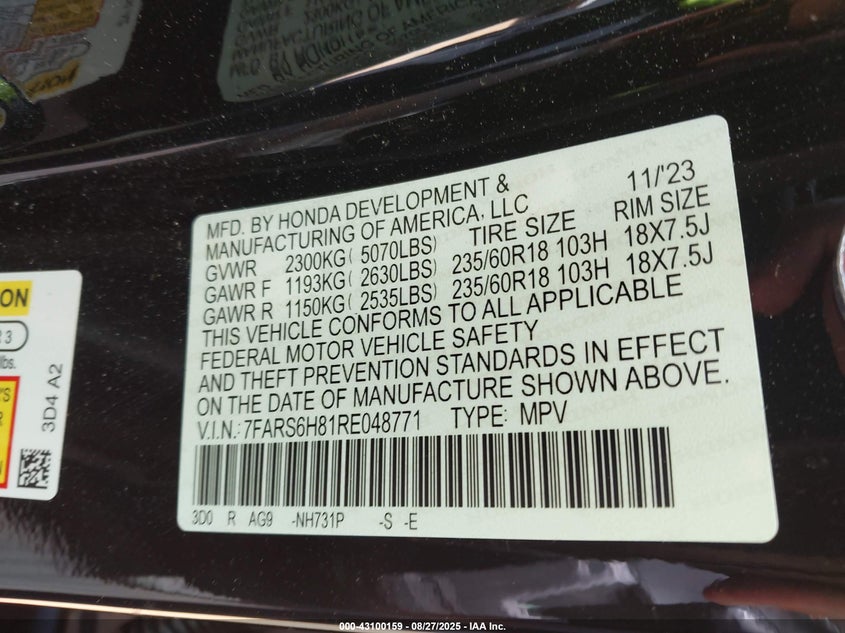 MFD. BY HONDA DEVELOPMENT & 11/'23
MANUFACTURING OF AMERICA, LLC
GVWR 2300KG( 5070LBS) TIRE SIZE RIM SIZE
GAWR F 1193KG( 2630LBS) 235/60R18 103H 18X7.5J
GAWR R 1150KG( 2535LBS) 235/60R18 103H 18X7.5J
THIS VEHICLE CONFORMS TO ALL APPLICABLE
FEDERAL MOTOR VEHICLE SAFETY
AND THEFT PREVENTION STANDARDS IN EFFECT
ON THE DATE OF MANUFACTURE SHOWN ABOVE.
V.I.N.: 7FARS6H81RE048771 TYPE: MPV
3D0 R AG9 -NH731P -S -E
3
lbs.
3D4 A2
000-43100159 - 08/27/2025 - IAA Inc.